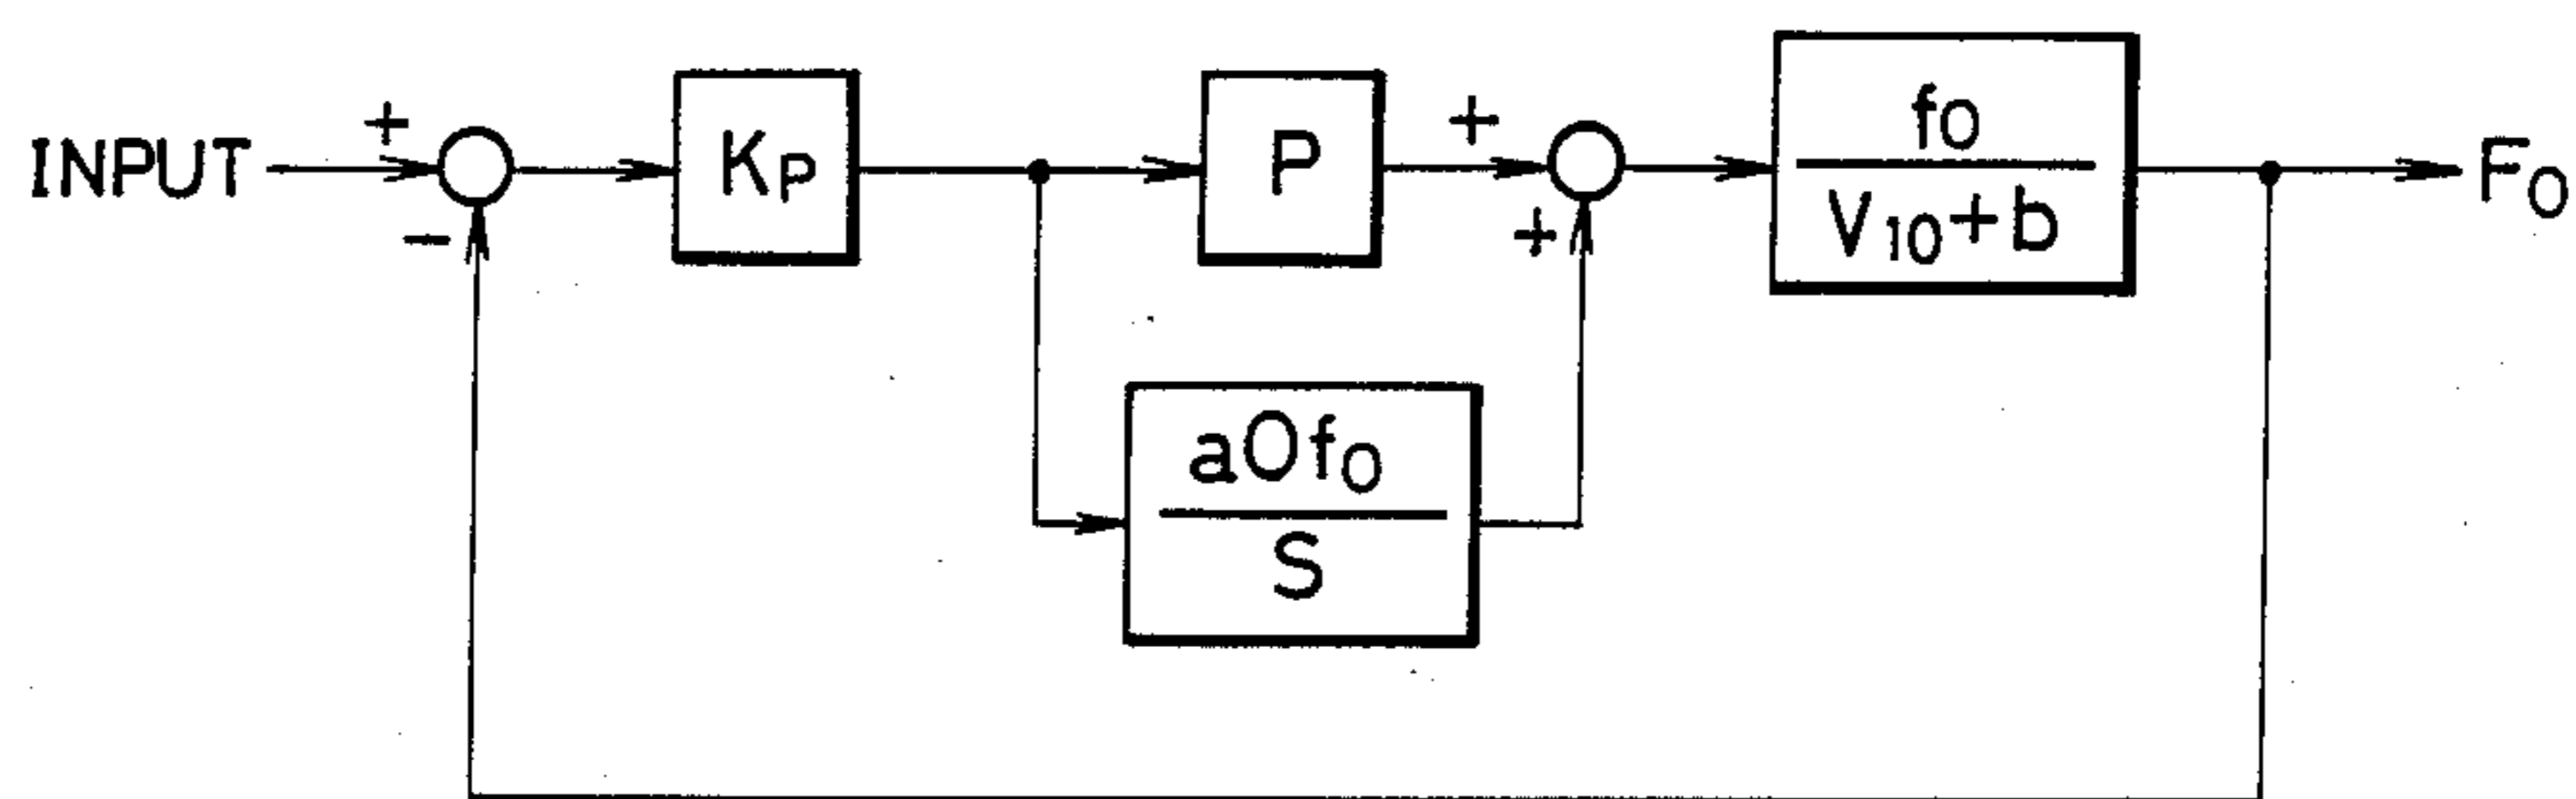 INPUT + − Kp P + + fo / V10+b Fo
aOfo / S